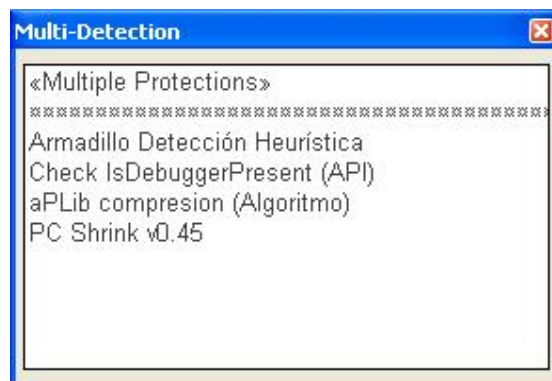 Multi-Detection
«Multiple Protections»
¤¤¤¤¤¤¤¤¤¤¤¤¤¤¤¤¤¤¤¤¤¤¤¤¤¤¤¤¤¤¤¤¤¤¤¤¤¤¤¤
Armadillo Detección Heurística
Check IsDebuggerPresent (API)
aPLib compresion (Algoritmo)
PC Shrink v0.45